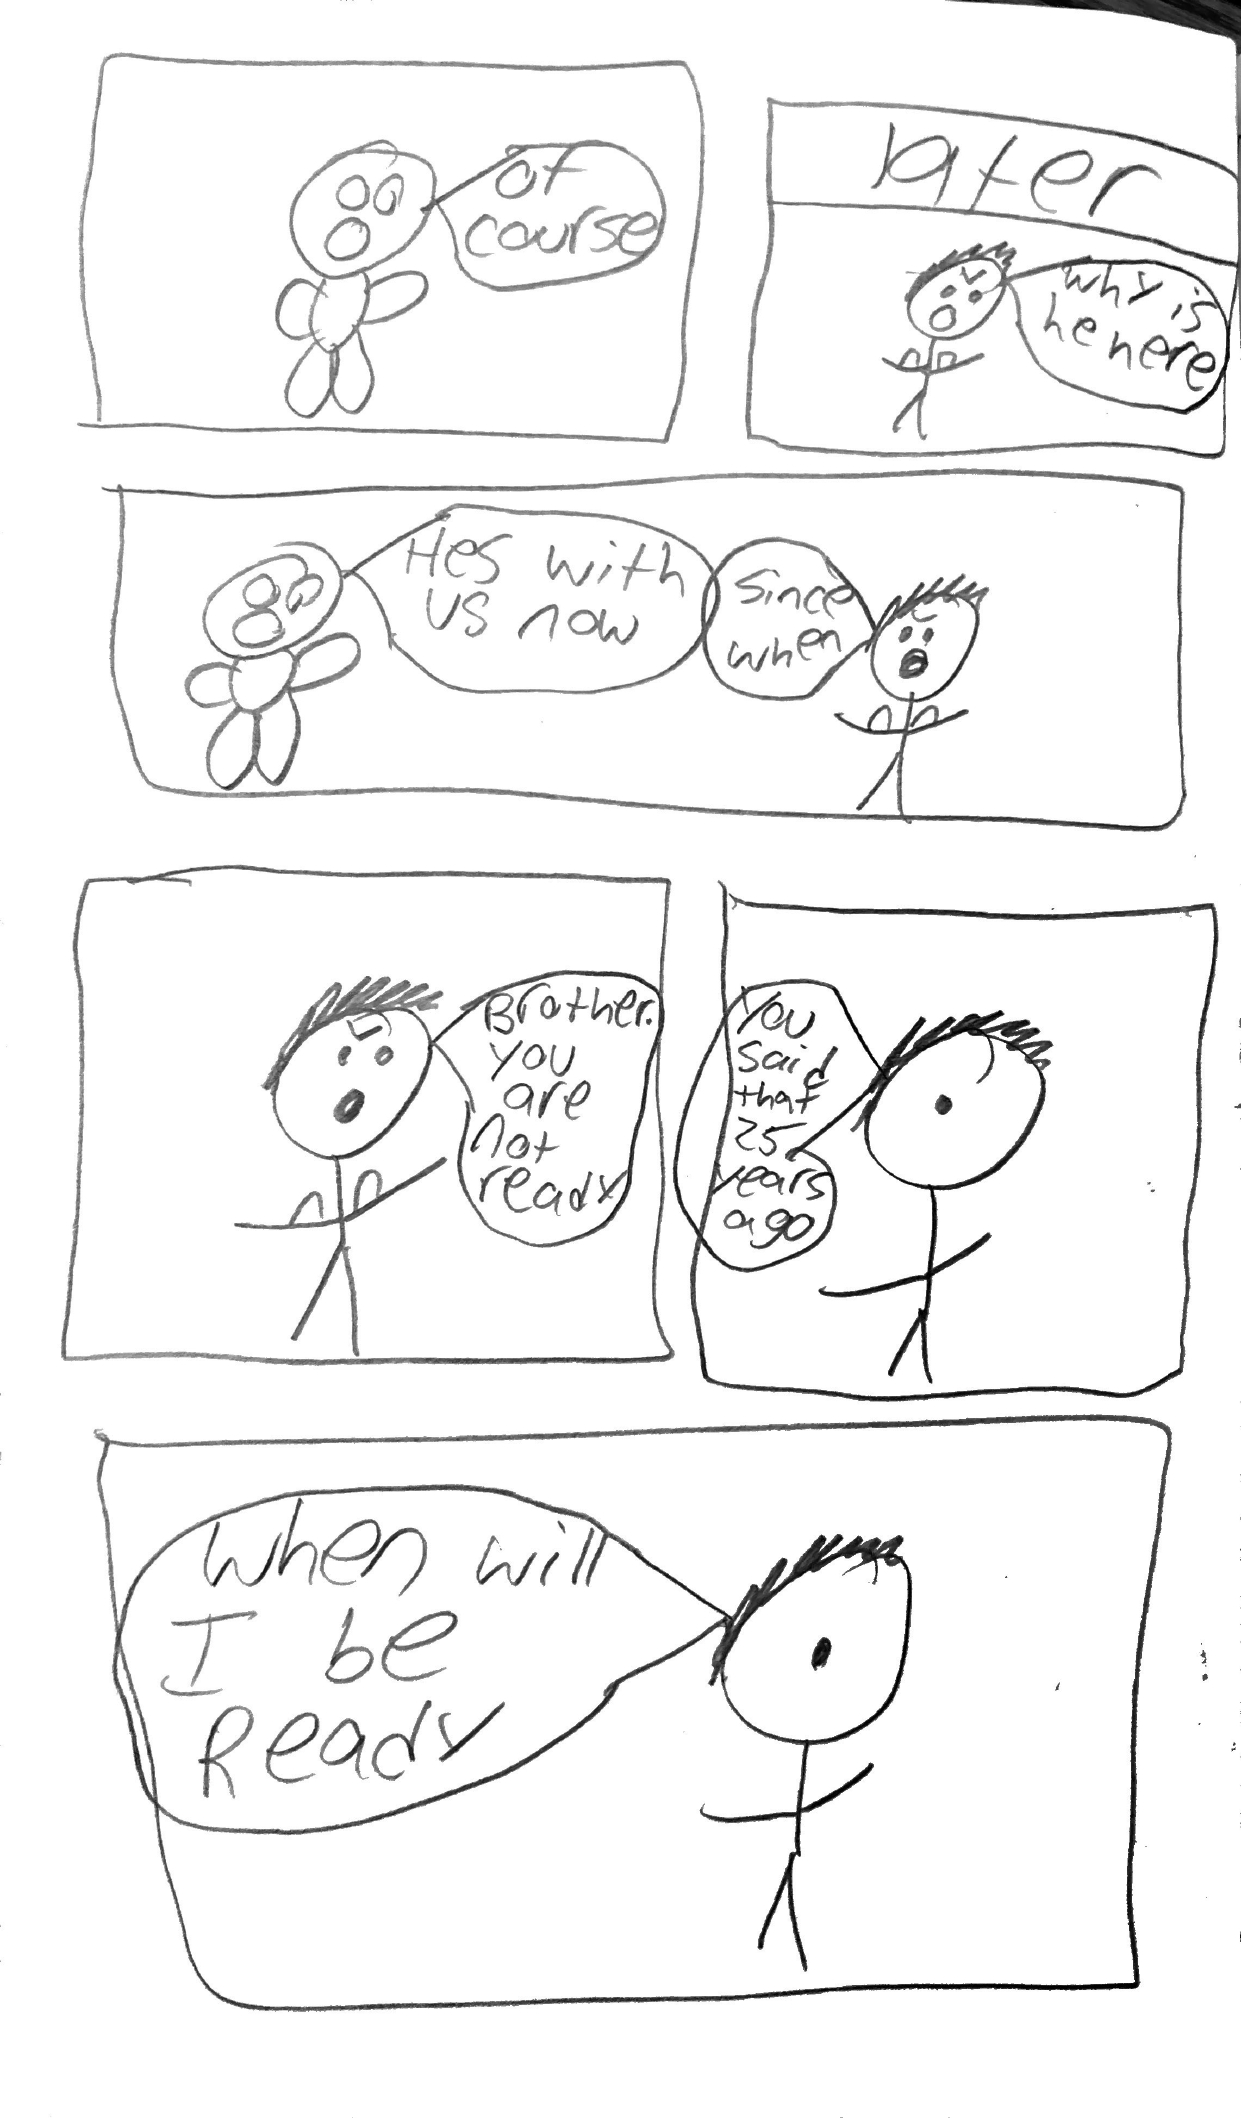 of
course
later
why is
he here
Hes with
us now
since
when
Brother.
you
are
not
ready
You
said
that
25
years
ago
When will
I be
Ready